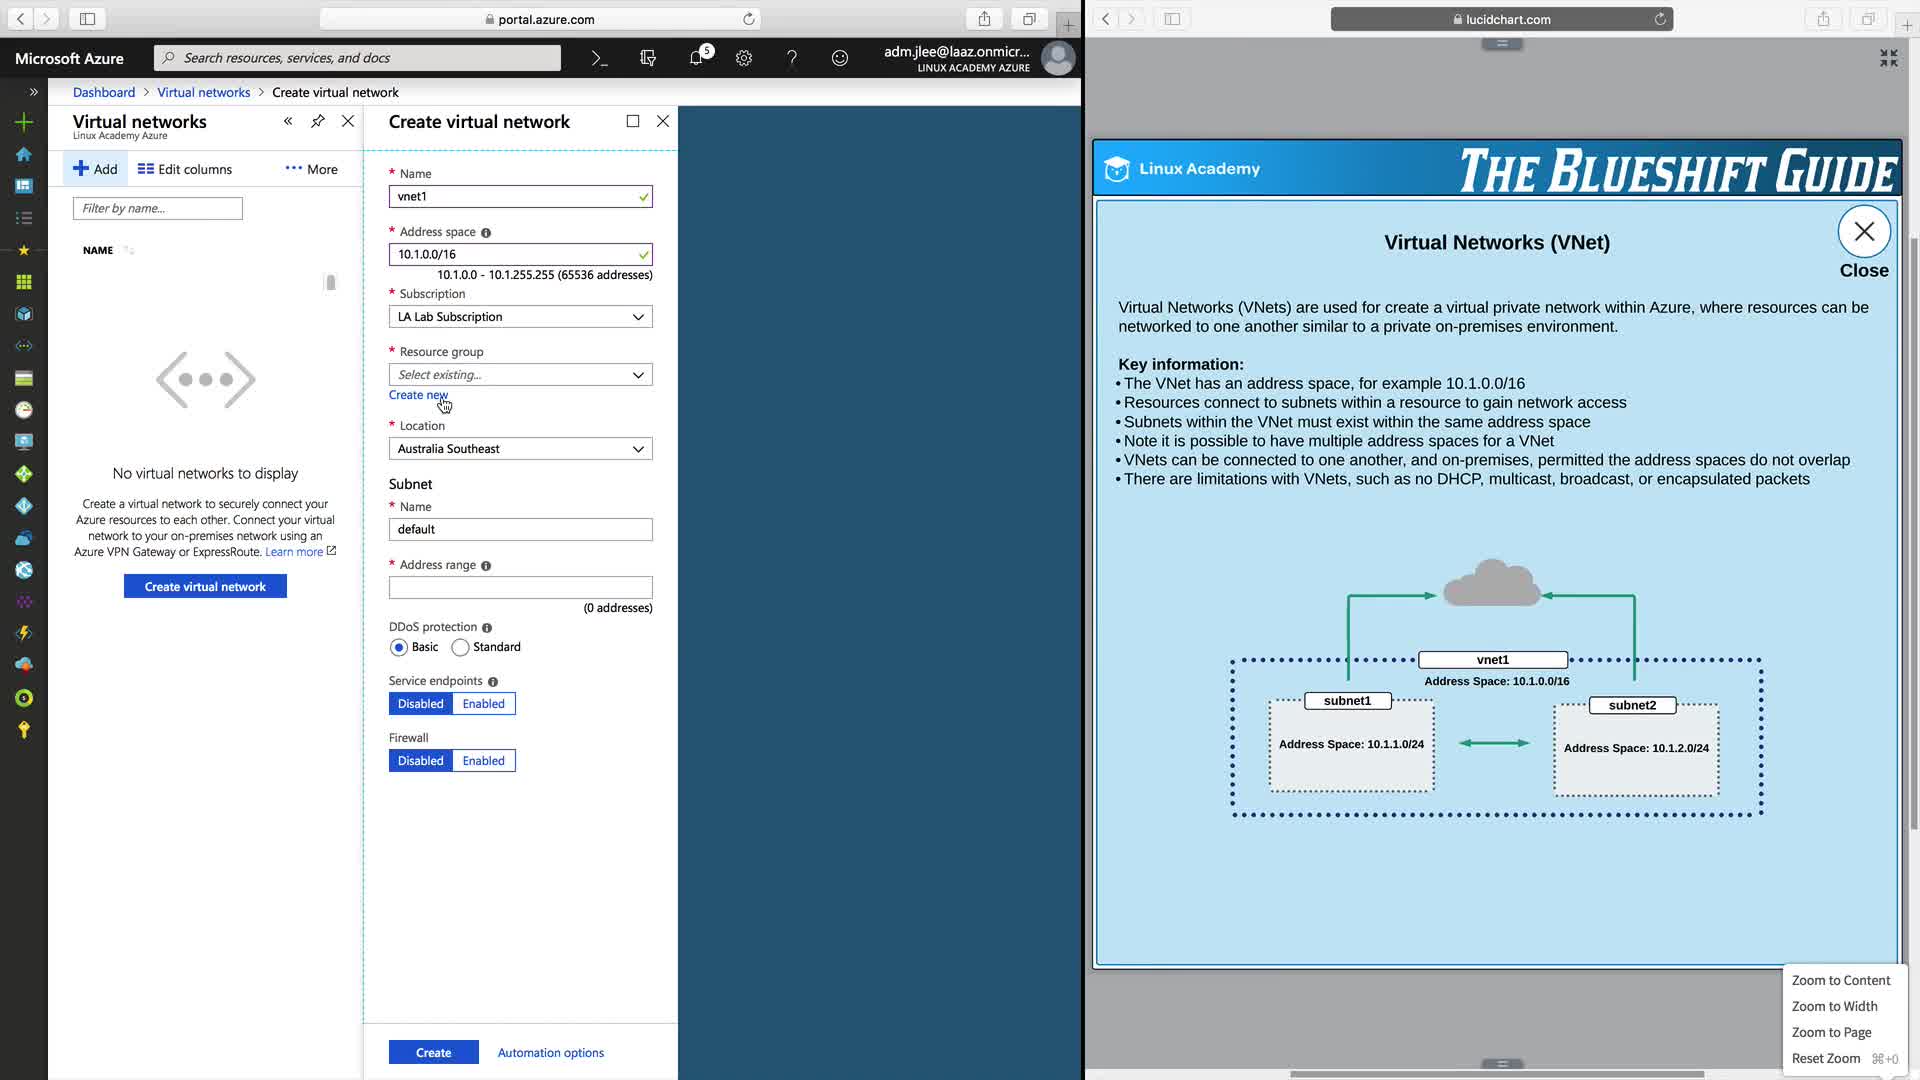 portal.azure.com
Microsoft Azure
Search resources, services, and docs
5
adm.jlee@laaz.onmicr...
LINUX ACADEMY AZURE
Dashboard > Virtual networks > Create virtual network
Virtual networks
Linux Academy Azure
Add
Edit columns
More
Filter by name...
NAME
No virtual networks to display
Create a virtual network to securely connect your
Azure resources to each other. Connect your virtual
network to your on-premises network using an
Azure VPN Gateway or ExpressRoute. Learn more
Create virtual network
Create virtual network
* Name
vnet1
* Address space
10.1.0.0/16
10.1.0.0 - 10.1.255.255 (65536 addresses)
* Subscription
LA Lab Subscription
* Resource group
Select existing...
Create new
* Location
Australia Southeast
Subnet
* Name
default
* Address range
(0 addresses)
DDoS protection
Basic
Standard
Service endpoints
Disabled
Enabled
Firewall
Disabled
Enabled
Create
Automation options
lucidchart.com
Linux Academy
THE BLUESHIFT GUIDE
Virtual Networks (VNet)
Close
Virtual Networks (VNets) are used for create a virtual private network within Azure, where resources can be
networked to one another similar to a private on-premises environment.
Key information:
• The VNet has an address space, for example 10.1.0.0/16
• Resources connect to subnets within a resource to gain network access
• Subnets within the VNet must exist within the same address space
• Note it is possible to have multiple address spaces for a VNet
• VNets can be connected to one another, and on-premises, permitted the address spaces do not overlap
• There are limitations with VNets, such as no DHCP, multicast, broadcast, or encapsulated packets
vnet1
Address Space: 10.1.0.0/16
subnet1
Address Space: 10.1.1.0/24
subnet2
Address Space: 10.1.2.0/24
Zoom to Content
Zoom to Width
Zoom to Page
Reset Zoom ⌘+0